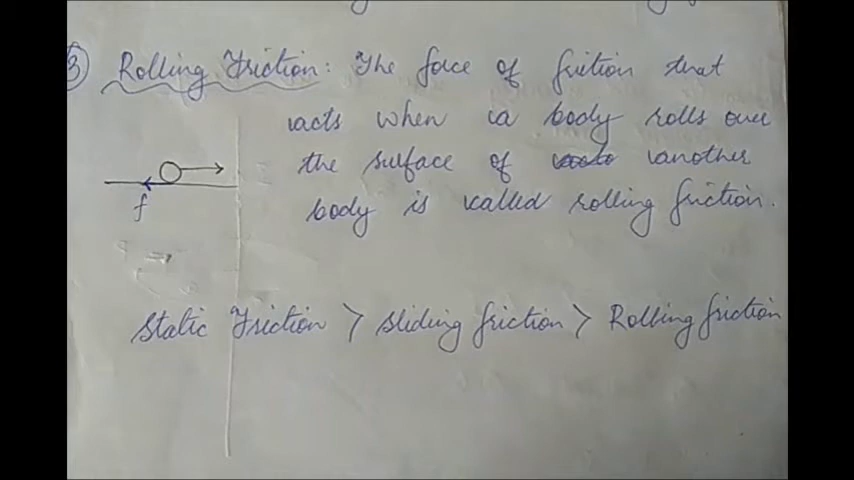 3) Rolling Friction: The force of friction that
acts when a body rolls over
the surface of another
body is called rolling friction.
f
Static Friction > Sliding friction > Rolling friction